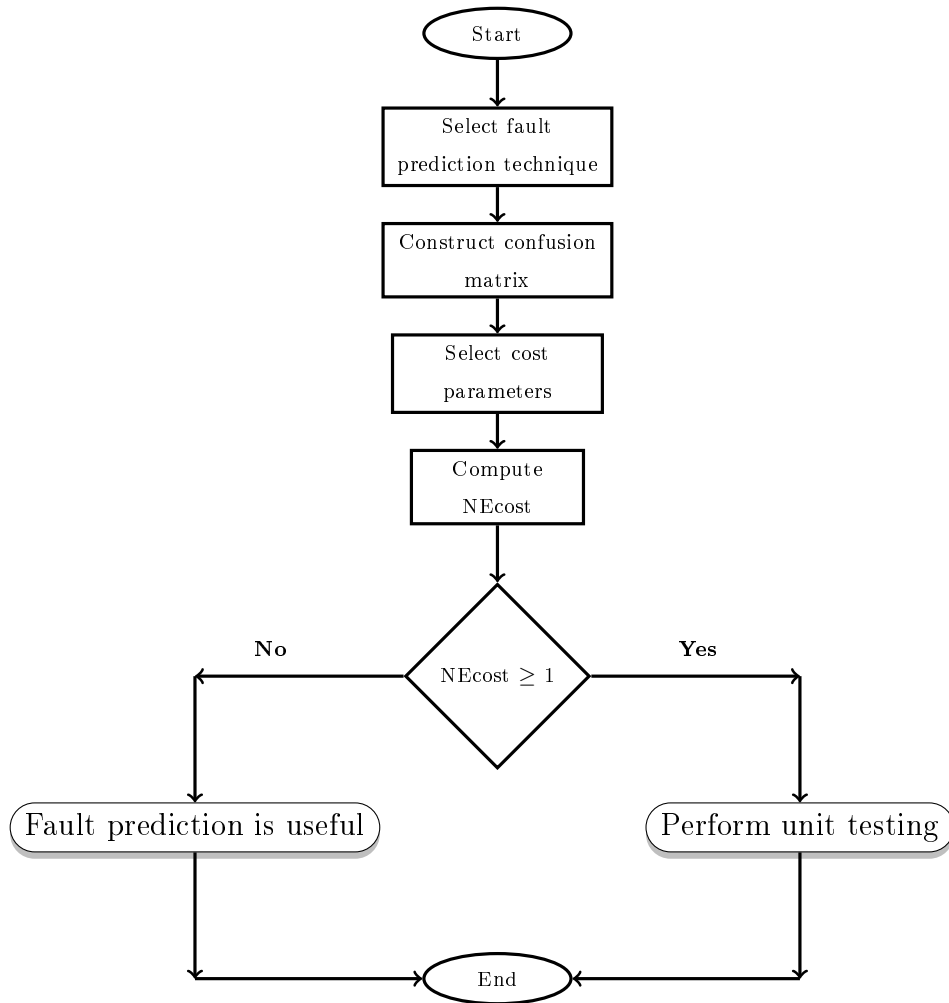 Start
Select fault
prediction technique
Construct confusion
matrix
Select cost
parameters
Compute
NEcost
No
Yes
NEcost ≥ 1
Fault prediction is useful
Perform unit testing
End